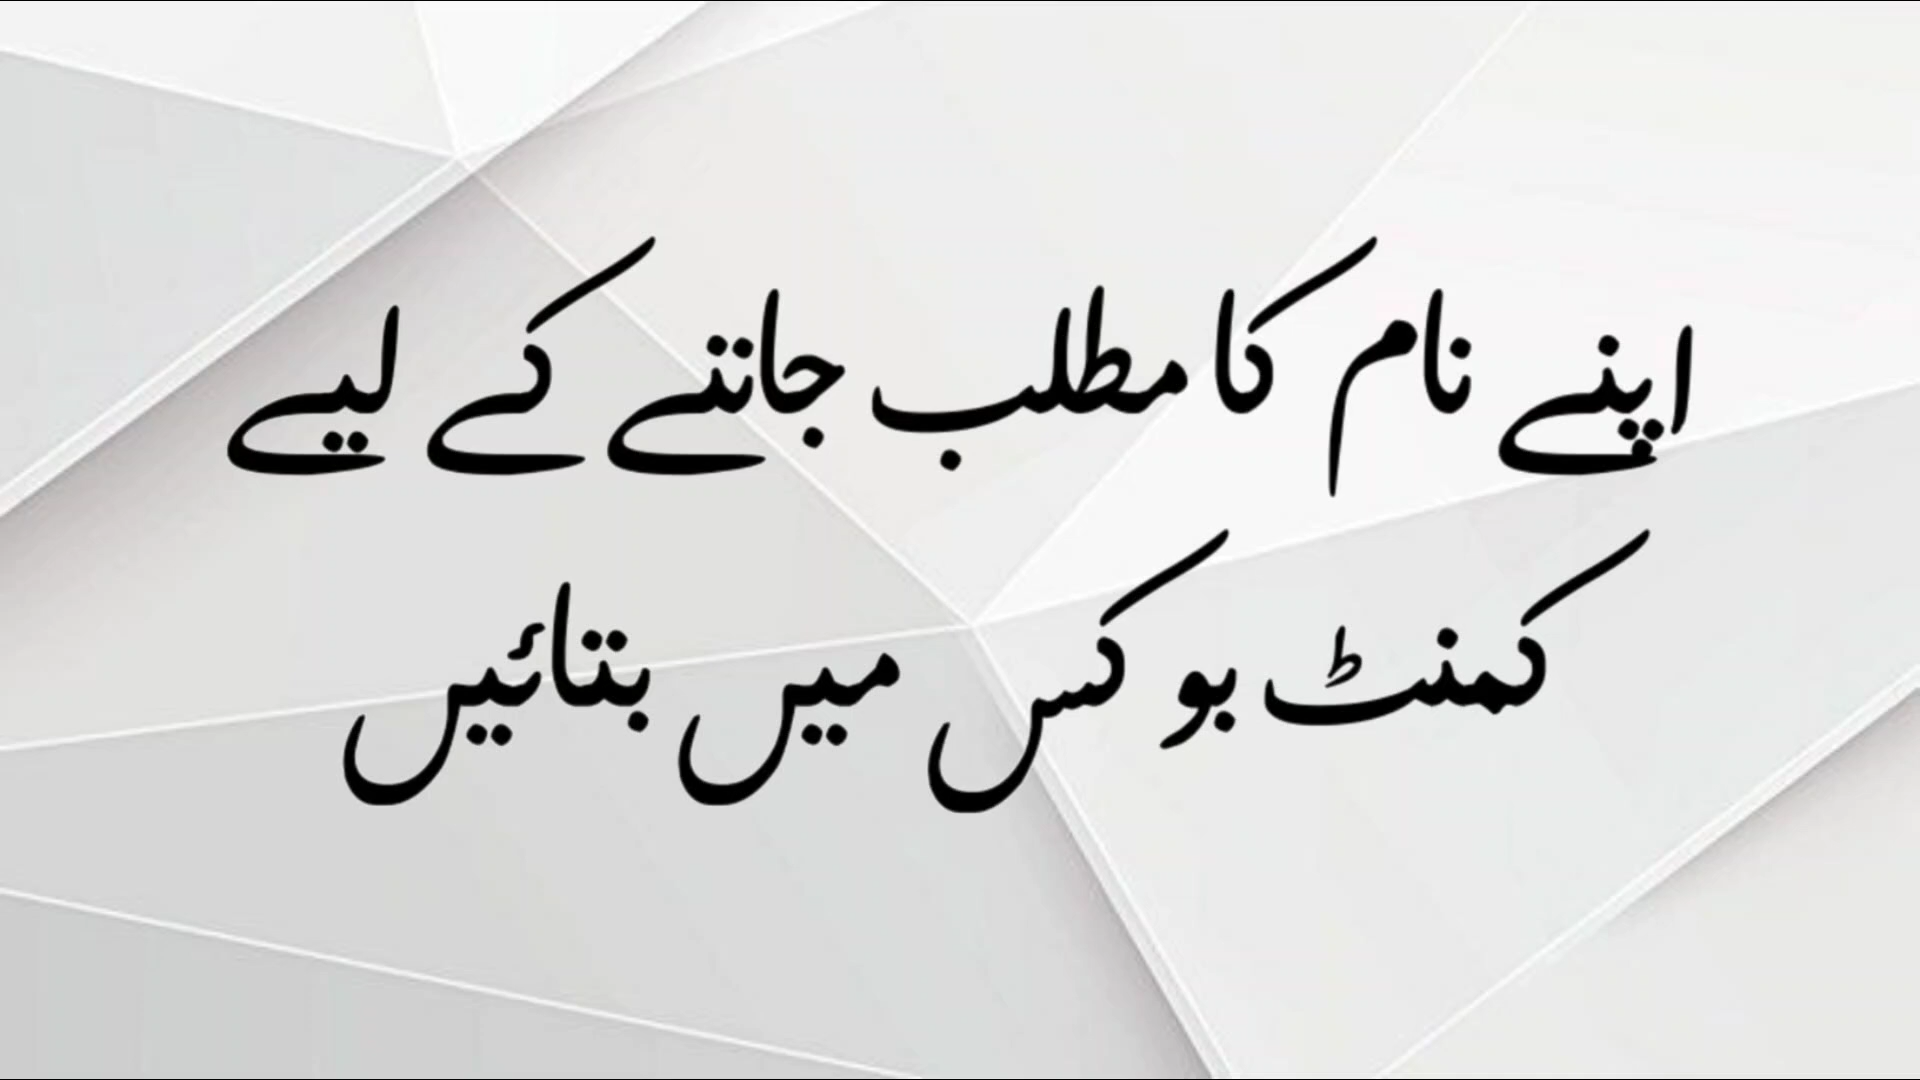 اپنے نام کا مطلب جاننے کے لیے
کمنٹ بوکس میں بتائیں